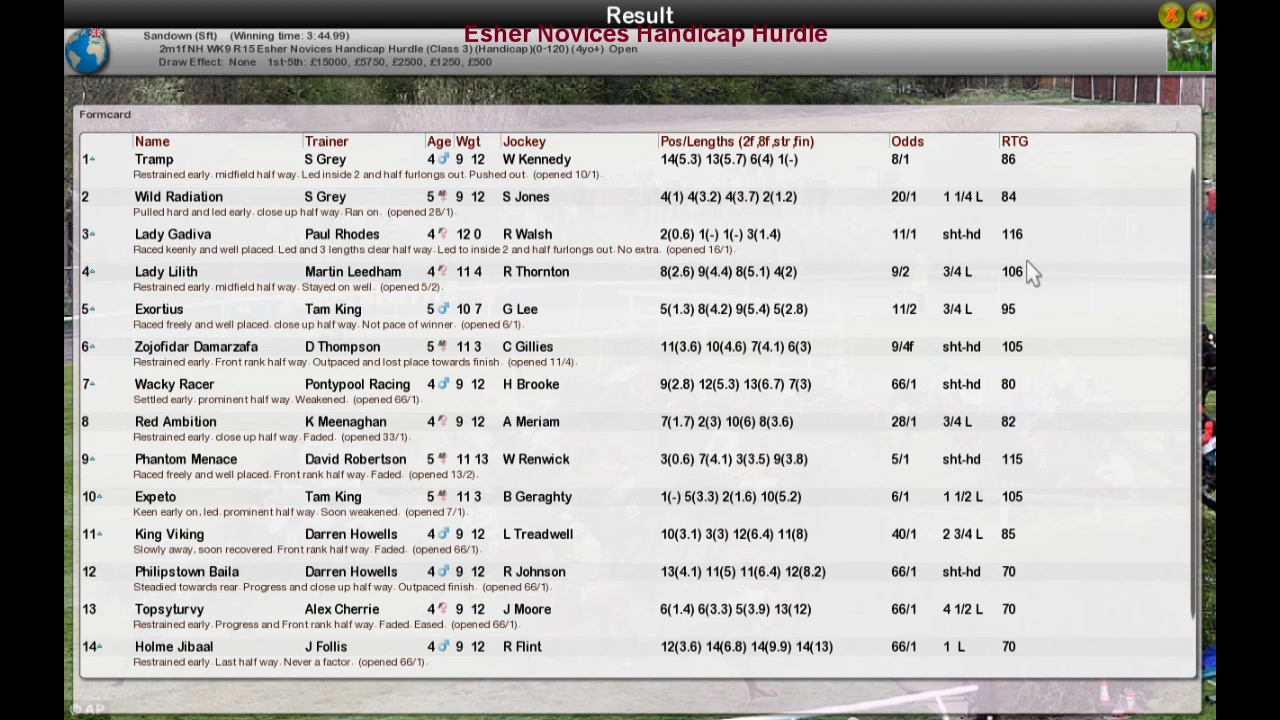 Result
Esher Novices Handicap Hurdle
Sandown (Sft) (Winning time: 3:44.99)
2m1f NH WK9 R15 Esher Novices Handicap Hurdle (Class 3) (Handicap)(0-120) (4yo+) Open
Draw Effect: None 1st-5th: £15000, £5750, £2500, £1250, £500
Formcard
Name Trainer Age Wgt Jockey Pos/Lengths (2f,8f,str,fin) Odds RTG
1 Tramp S Grey 4 9 12 W Kennedy 14(5.3) 13(5.7) 6(4) 1(-) 8/1 86
Restrained early. midfield half way. Led inside 2 and half furlongs out. Pushed out. (opened 10/1).
2 Wild Radiation S Grey 5 9 12 S Jones 4(1) 4(3.2) 4(3.7) 2(1.2) 20/1 1 1/4 L 84
Pulled hard and led early. close up half way. Ran on. (opened 28/1).
3 Lady Gadiva Paul Rhodes 4 12 0 R Walsh 2(0.6) 1(-) 1(-) 3(1.4) 11/1 sht-hd 116
Raced keenly and well placed. Led and 3 lengths clear half way. Led to inside 2 and half furlongs out. No extra. (opened 16/1).
4 Lady Lilith Martin Leedham 4 11 4 R Thornton 8(2.6) 9(4.4) 8(5.1) 4(2) 9/2 3/4 L 106
Restrained early. midfield half way. Stayed on well. (opened 5/2).
5 Exortius Tam King 5 10 7 G Lee 5(1.3) 8(4.2) 9(5.4) 5(2.8) 11/2 3/4 L 95
Raced freely and well placed. close up half way. Not pace of winner. (opened 6/1).
6 Zojofidar Damarzafa D Thompson 5 11 3 C Gillies 11(3.6) 10(4.6) 7(4.1) 6(3) 9/4f sht-hd 105
Restrained early. Front rank half way. Outpaced and lost place towards finish. (opened 11/4).
7 Wacky Racer Pontypool Racing 4 9 12 H Brooke 9(2.8) 12(5.3) 13(6.7) 7(3) 66/1 sht-hd 80
Settled early. prominent half way. Weakened. (opened 66/1).
8 Red Ambition K Meenaghan 4 9 12 A Meriam 7(1.7) 2(3) 10(6) 8(3.6) 28/1 3/4 L 82
Restrained early. close up half way. Faded. (opened 33/1).
9 Phantom Menace David Robertson 5 11 13 W Renwick 3(0.6) 7(4.1) 3(3.5) 9(3.8) 5/1 sht-hd 115
Raced freely and well placed. Front rank half way. Faded. (opened 13/2).
10 Expeto Tam King 5 11 3 B Geraghty 1(-) 5(3.3) 2(1.6) 10(5.2) 6/1 1 1/2 L 105
Keen early on, led. prominent half way. Soon weakened. (opened 7/1).
11 King Viking Darren Howells 4 9 12 L Treadwell 10(3.1) 3(3) 12(6.4) 11(8) 40/1 2 3/4 L 85
Slowly away, soon recovered. Front rank half way. Faded. (opened 66/1).
12 Philipstown Baila Darren Howells 4 9 12 R Johnson 13(4.1) 11(5) 11(6.4) 12(8.2) 66/1 sht-hd 70
Steadied towards rear. Progress and close up half way. Outpaced finish. (opened 66/1).
13 Topsyturvy Alex Cherrie 4 9 12 J Moore 6(1.4) 6(3.3) 5(3.9) 13(12) 66/1 4 1/2 L 70
Restrained early. Progress and Front rank half way. Faded. Eased. (opened 66/1).
14 Holme Jibaal J Follis 4 9 12 R Flint 12(3.6) 14(6.8) 14(9.9) 14(13) 66/1 1 L 70
Restrained early. Last half way. Never a factor. (opened 66/1).
© AP